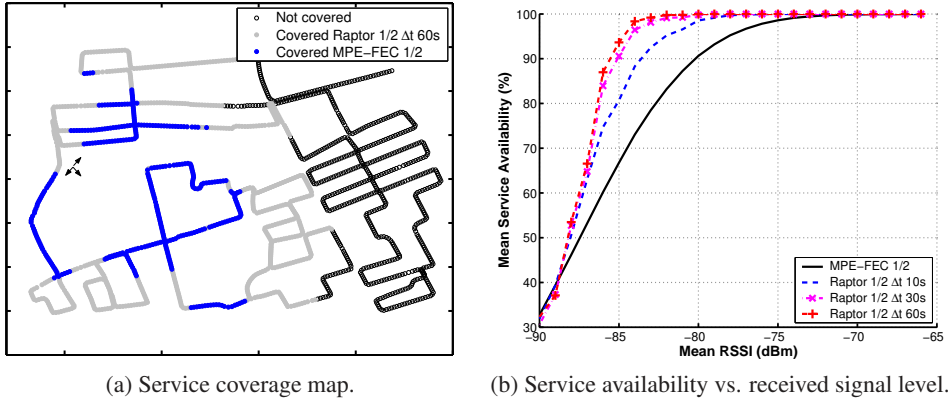 Not covered
Covered Raptor 1/2 Δt 60s
Covered MPE−FEC 1/2
(a) Service coverage map.
Mean Service Availability (%)
100
90
80
70
60
50
40
30
−90
−85
−80
−75
−70
−65
Mean RSSI (dBm)
MPE−FEC 1/2
Raptor 1/2 Δt 10s
Raptor 1/2 Δt 30s
Raptor 1/2 Δt 60s
(b) Service availability vs. received signal level.